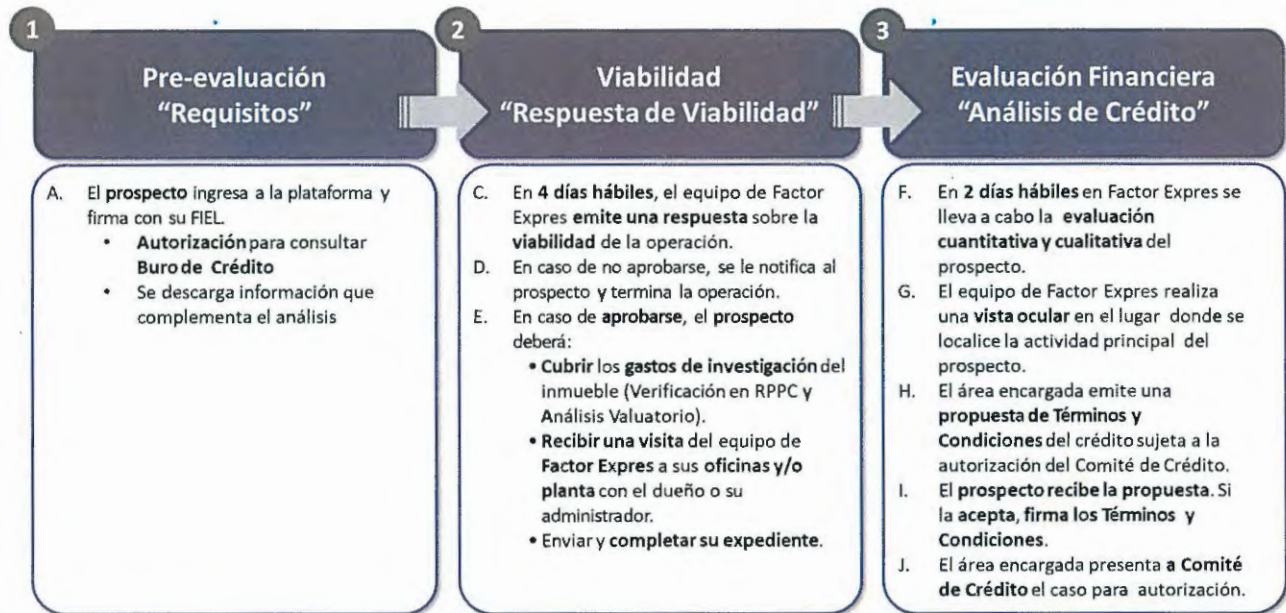 1
Pre-evaluación
“Requisitos”
A. El prospecto ingresa a la plataforma y
firma con su FIEL.
• Autorización para consultar
Buro de Crédito
• Se descarga información que
complementa el análisis
2
Viabilidad
“Respuesta de Viabilidad”
C. En 4 días hábiles, el equipo de Factor
Expres emite una respuesta sobre la
viabilidad de la operación.
D. En caso de no aprobarse, se le notifica al
prospecto y termina la operación.
E. En caso de aprobarse, el prospecto
deberá:
• Cubrir los gastos de investigación del
inmueble (Verificación en RPPC y
Análisis Valuatorio).
• Recibir una visita del equipo de
Factor Expres a sus oficinas y/o
planta con el dueño o su
administrador.
• Enviar y completar su expediente.
3
Evaluación Financiera
“Análisis de Crédito”
F. En 2 días hábiles en Factor Expres se
lleva a cabo la evaluación
cuantitativa y cualitativa del
prospecto.
G. El equipo de Factor Expres realiza
una vista ocular en el lugar donde se
localice la actividad principal del
prospecto.
H. El área encargada emite una
propuesta de Términos y
Condiciones del crédito sujeta a la
autorización del Comité de Crédito.
I. El prospecto recibe la propuesta. Si
la acepta, firma los Términos y
Condiciones.
J. El área encargada presenta a Comité
de Crédito el caso para autorización.